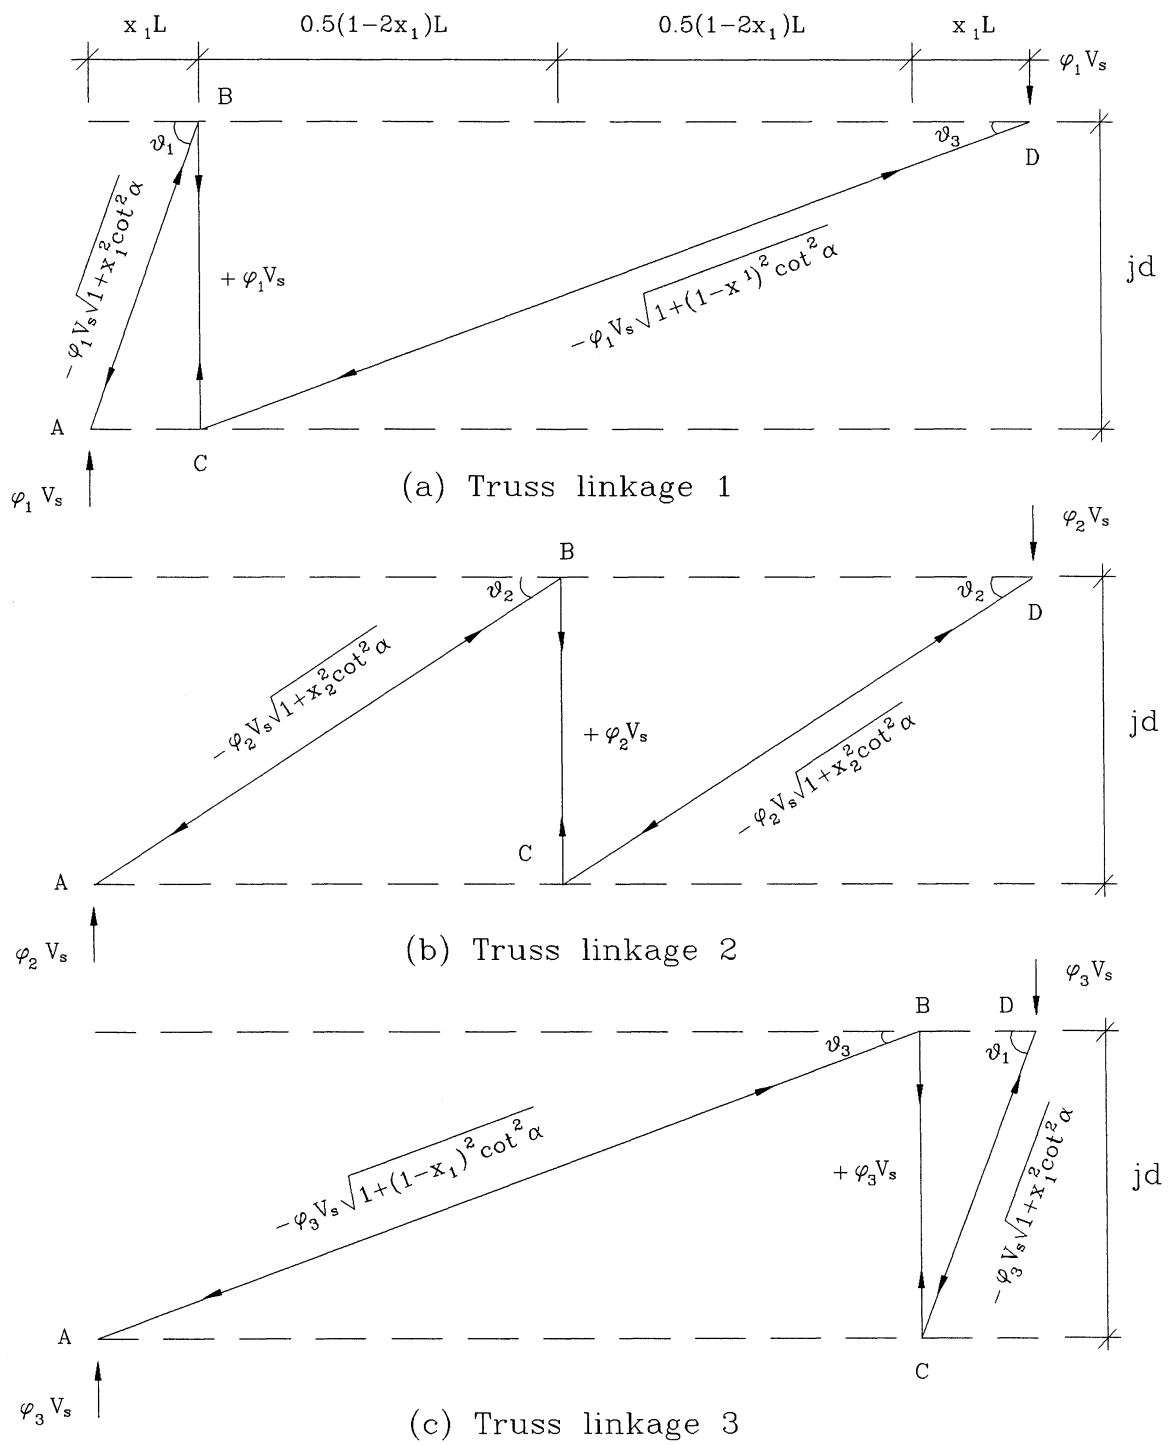 x₁L 0.5(1-2x₁)L 0.5(1-2x₁)L x₁L
φ₁Vₛ
B
ϑ₁ ϑ₃
D
-φ₁Vₛ√1+x₁²cot²α
+φ₁Vₛ
-φ₁Vₛ√1+(1-x¹)²cot²α
jd
A
C
φ₁Vₛ
(a) Truss linkage 1
φ₂Vₛ
B
ϑ₂ ϑ₂
D
-φ₂Vₛ√1+x₂²cot²α
+φ₂Vₛ
jd
-φ₂Vₛ√1+x₂²cot²α
C
A
φ₂Vₛ
(b) Truss linkage 2
φ₃Vₛ
B D
ϑ₃ ϑ₁
-φ₃Vₛ√1+(1-x₁)²cot²α
+φ₃Vₛ
-φ₃Vₛ√1+x₁²cot²α
jd
A
C
φ₃Vₛ
(c) Truss linkage 3